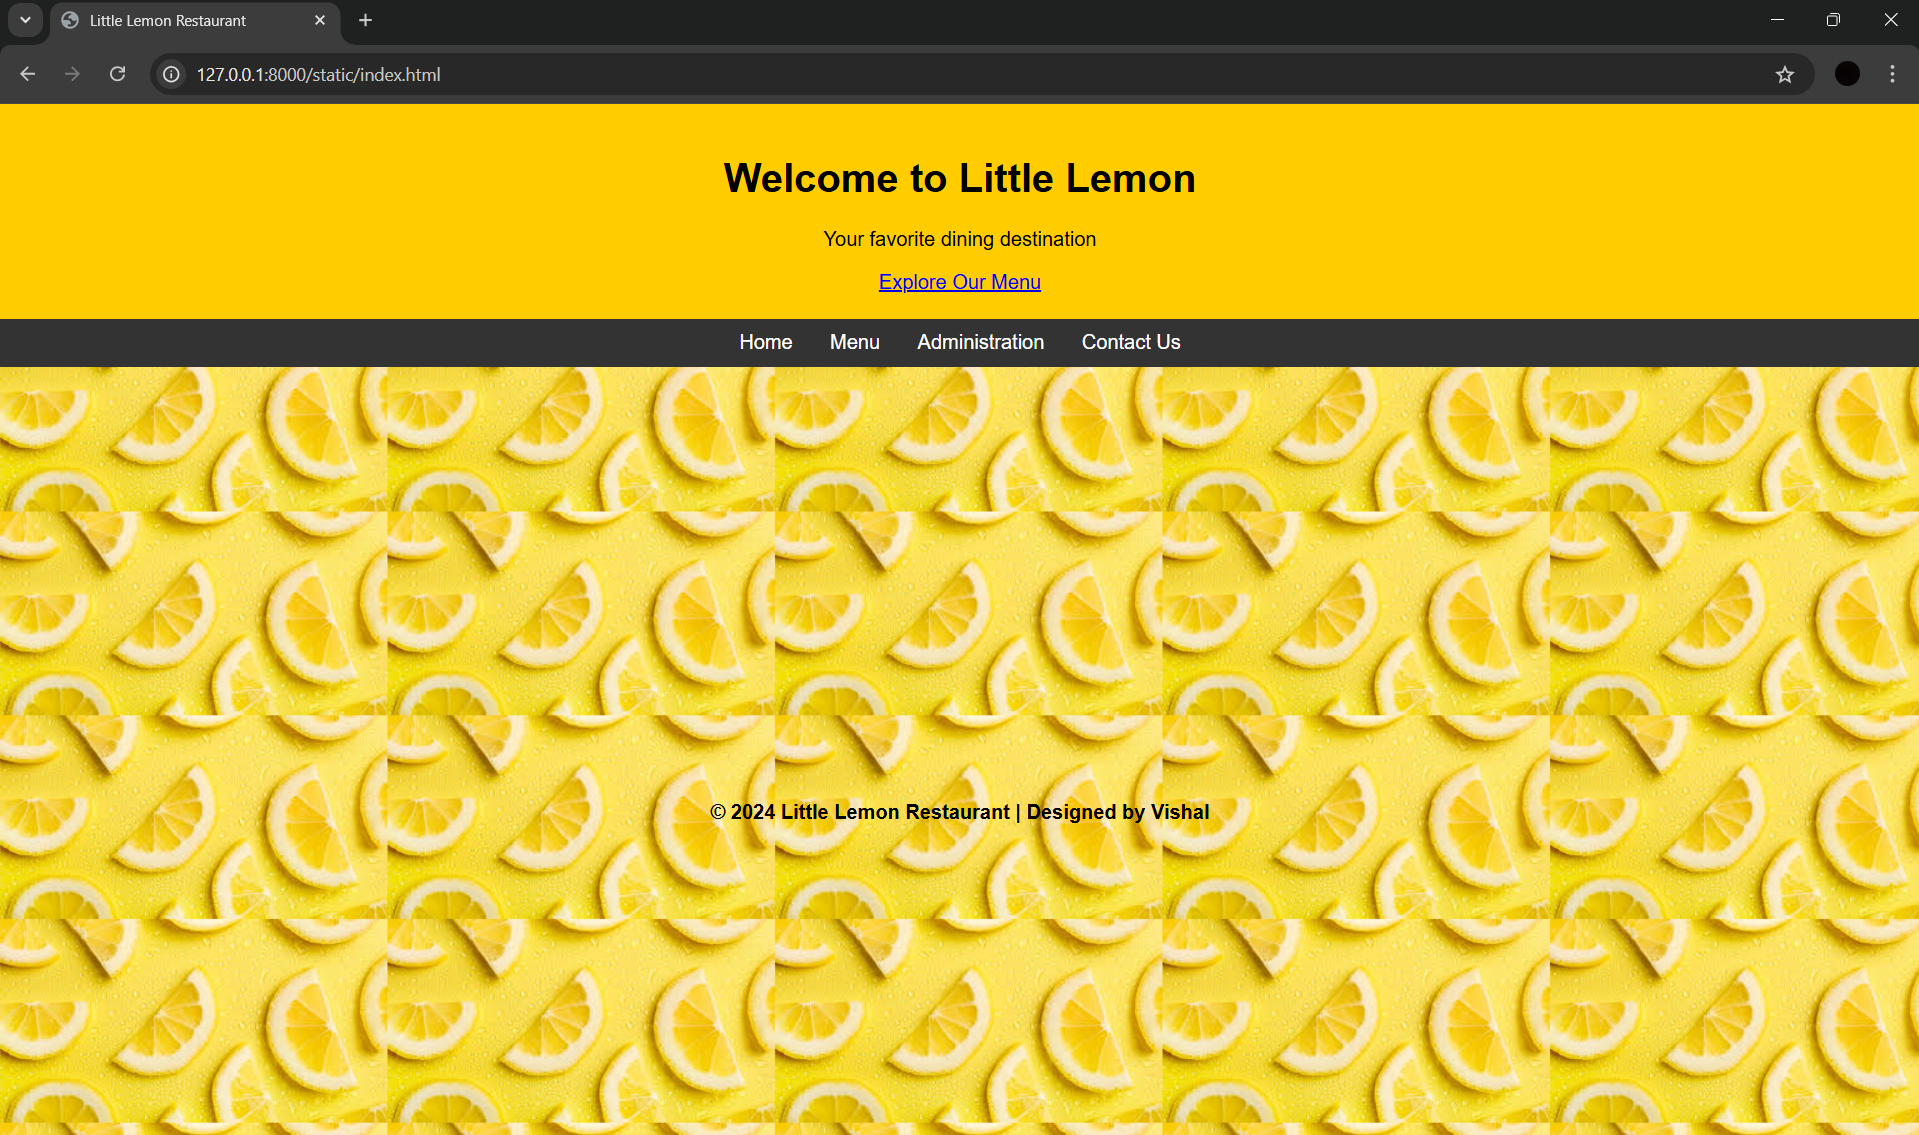 Little Lemon Restaurant
127.0.0.1:8000/static/index.html
Welcome to Little Lemon
Your favorite dining destination
Explore Our Menu
Home Menu Administration Contact Us
© 2024 Little Lemon Restaurant | Designed by Vishal